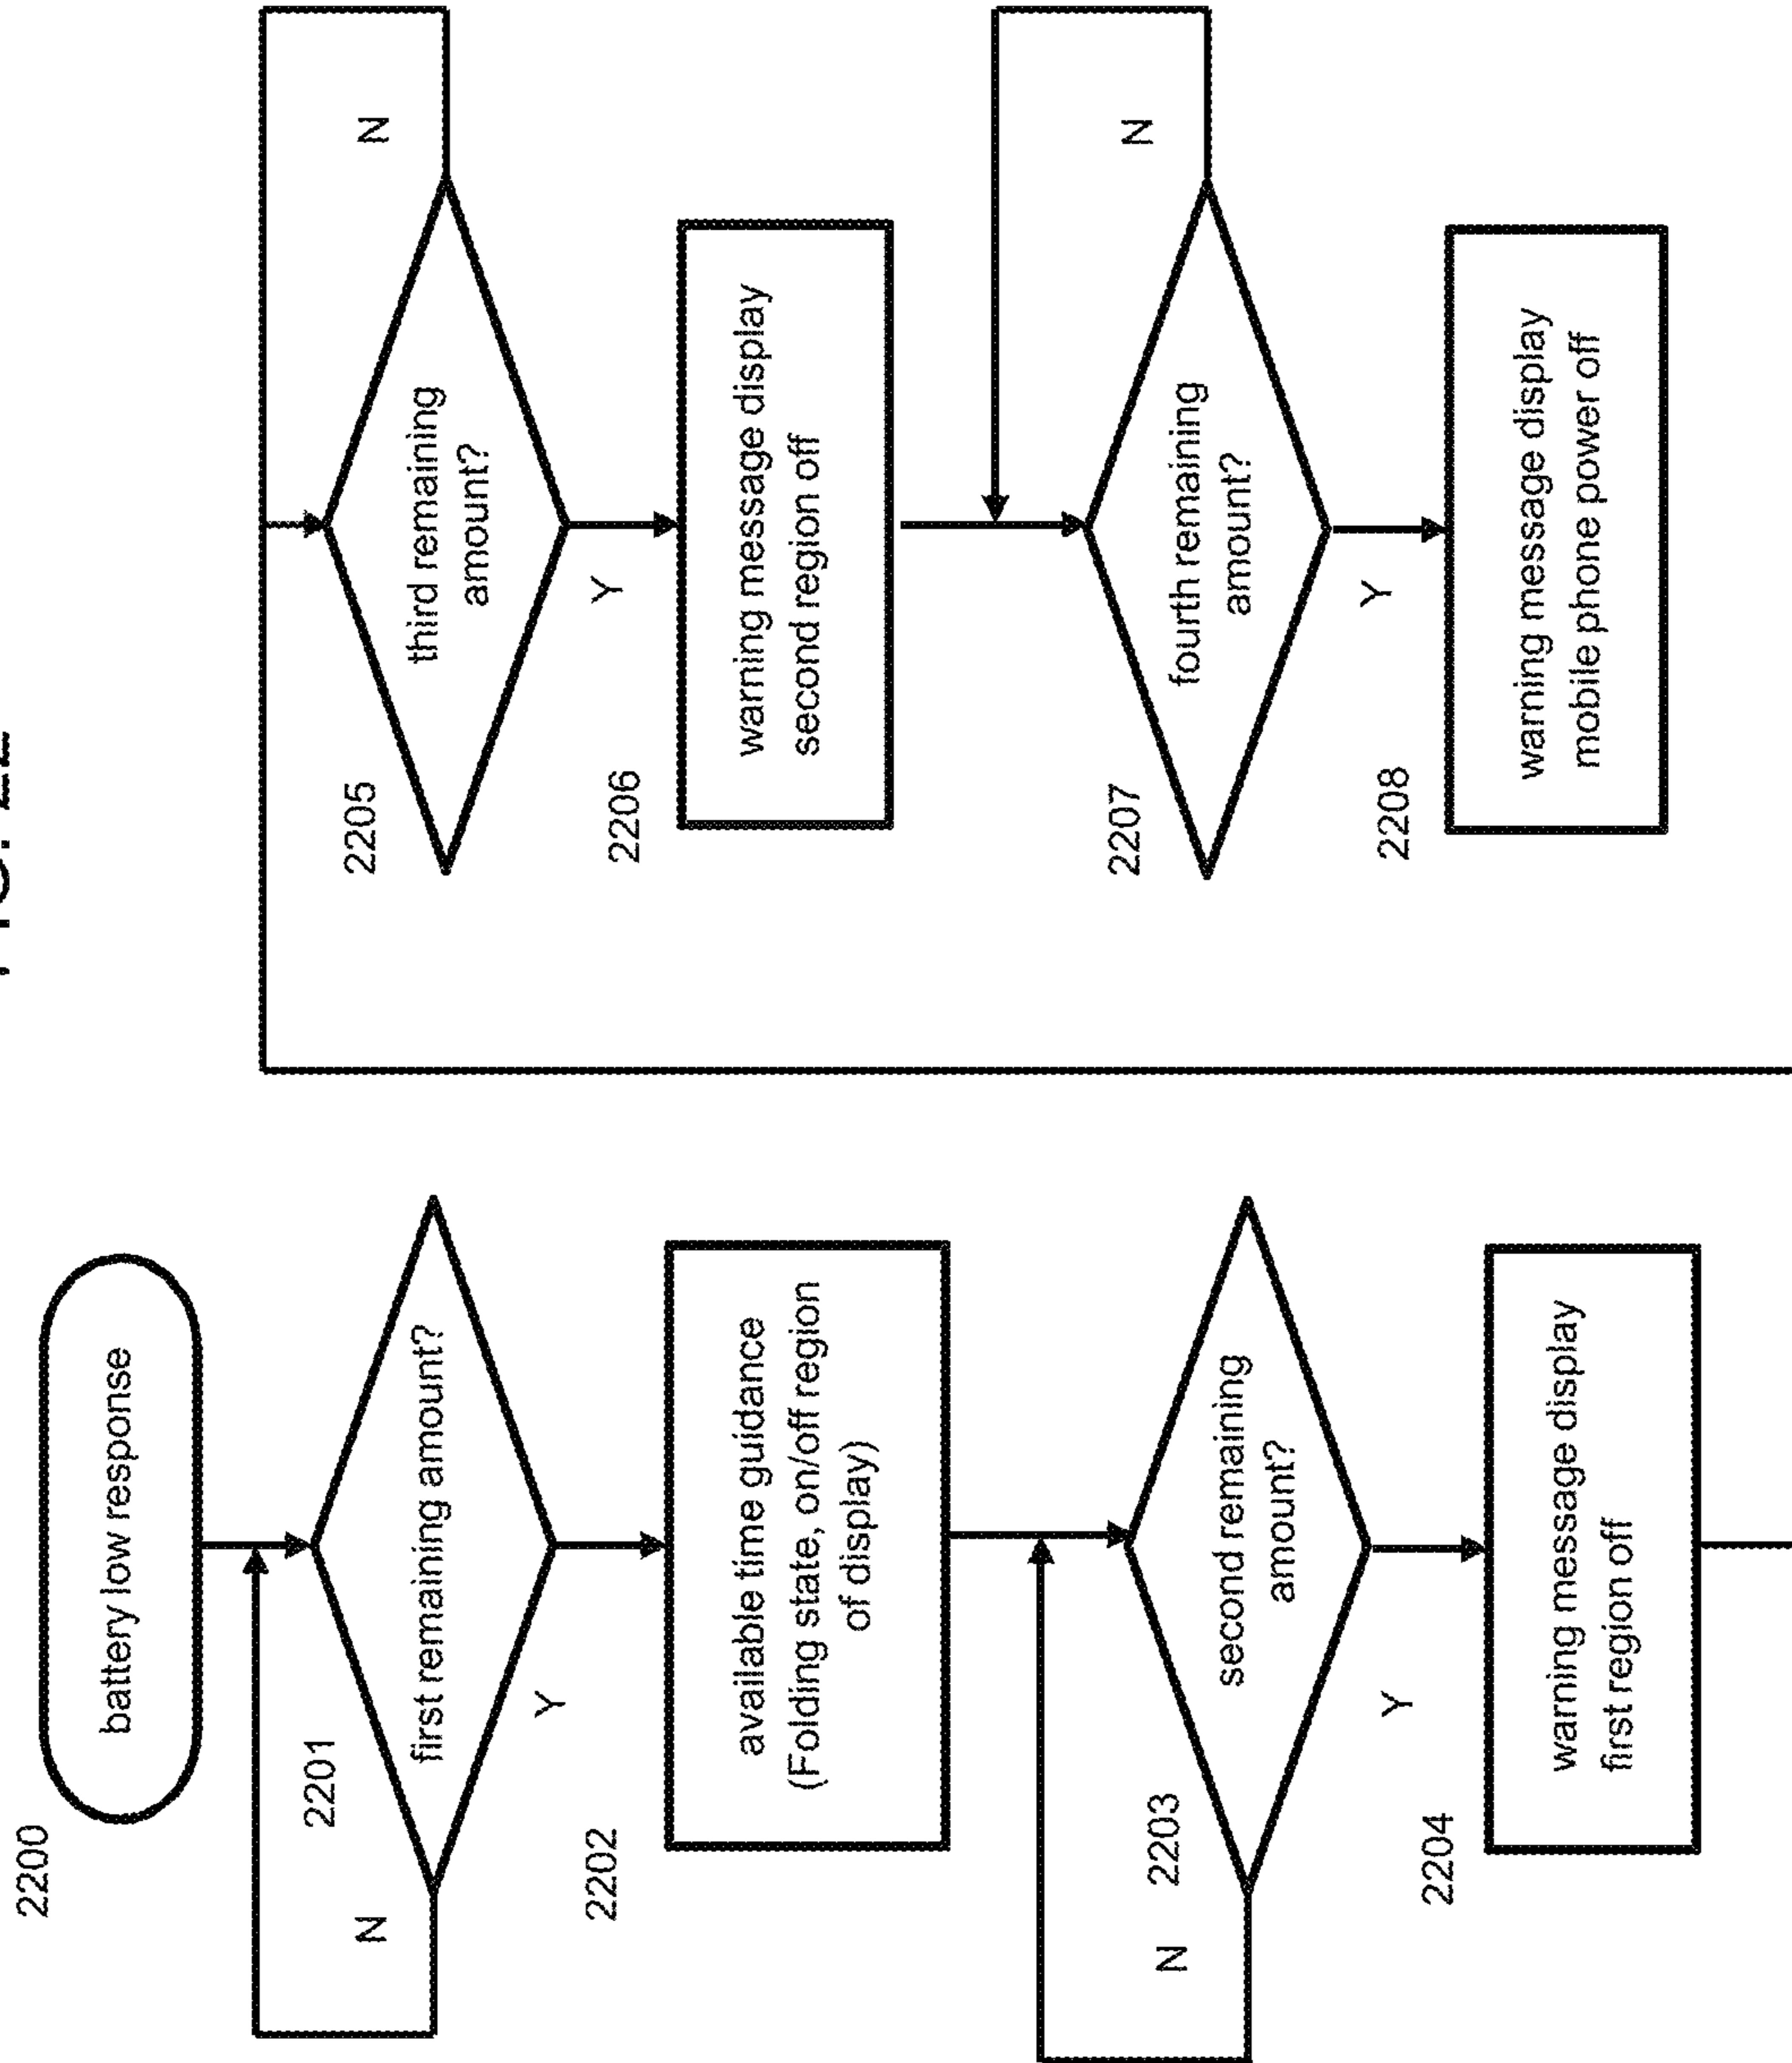 2200
battery low response
N
2201
first remaining amount?
Y
2202
available time guidance
(Folding state, on/off region
of display)
N
2203
second remaining
amount?
Y
2204
warning message display
first region off
2205
third remaining
amount?
N
Y
2206
warning message display
second region off
2207
fourth remaining
amount?
N
Y
2208
warning message display
mobile phone power off